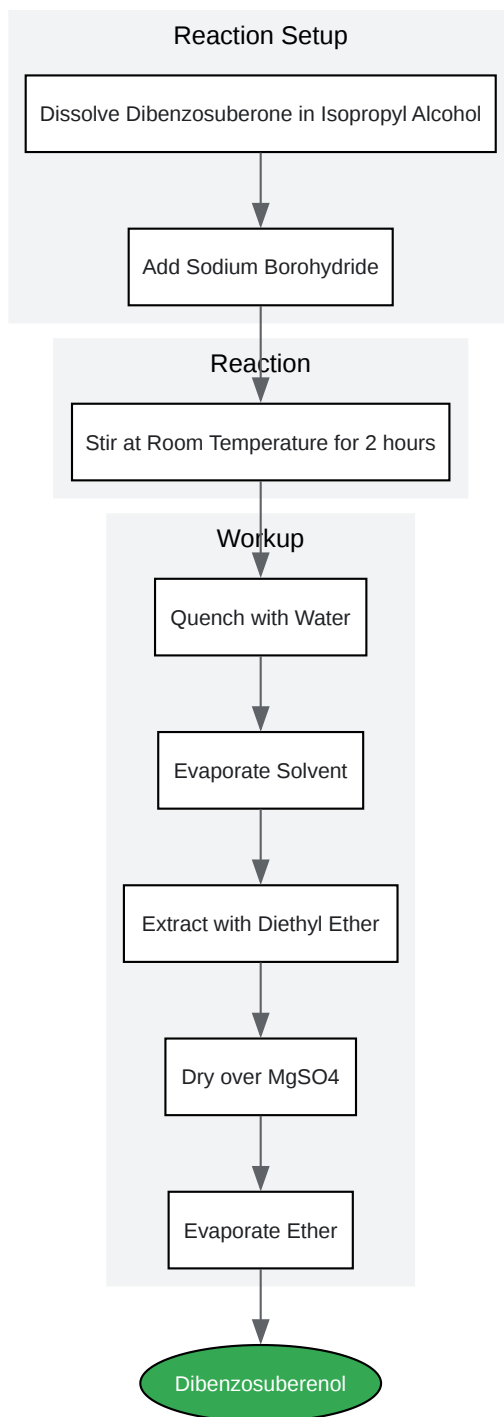 Reaction Setup
Dissolve Dibenzosuberone in Isopropyl Alcohol
Add Sodium Borohydride
Reaction
Stir at Room Temperature for 2 hours
Workup
Quench with Water
Evaporate Solvent
Extract with Diethyl Ether
Dry over MgSO4
Evaporate Ether
Dibenzosuberenol